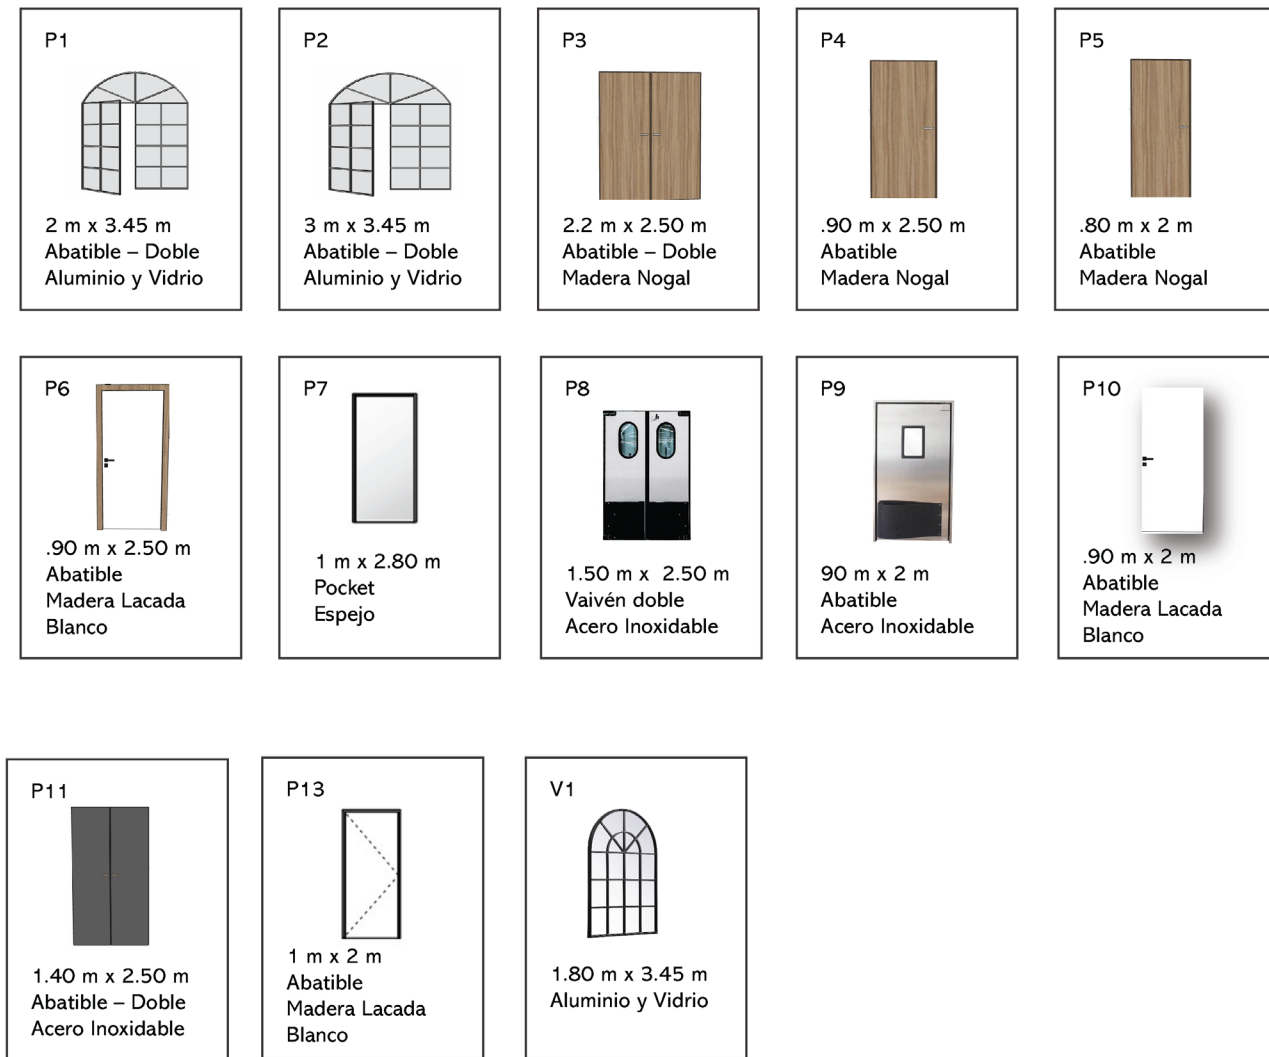 P1
2 m x 3.45 m
Abatible – Doble
Aluminio y Vidrio
P2
3 m x 3.45 m
Abatible – Doble
Aluminio y Vidrio
P3
2.2 m x 2.50 m
Abatible – Doble
Madera Nogal
P4
.90 m x 2.50 m
Abatible
Madera Nogal
P5
.80 m x 2 m
Abatible
Madera Nogal
P6
.90 m x 2.50 m
Abatible
Madera Lacada
Blanco
P7
1 m x 2.80 m
Pocket
Espejo
P8
1.50 m x  2.50 m
Vaivén doble
Acero Inoxidable
P9
90 m x 2 m
Abatible
Acero Inoxidable
P10
.90 m x 2 m
Abatible
Madera Lacada
Blanco
P11
1.40 m x 2.50 m
Abatible – Doble
Acero Inoxidable
P13
1 m x 2 m
Abatible
Madera Lacada
Blanco
V1
1.80 m x 3.45 m
Aluminio y Vidrio